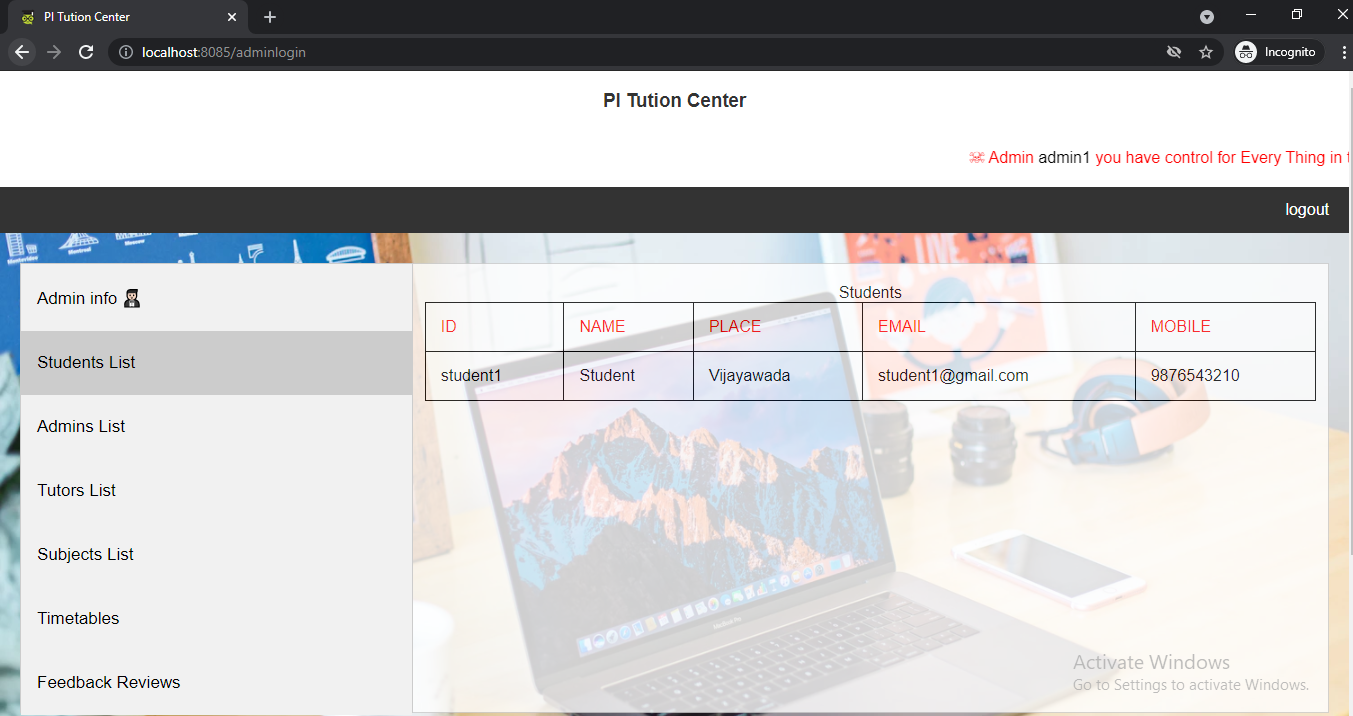 PI Tution Center
localhost:8085/adminlogin
Incognito
PI Tution Center
Admin admin1 you have control for Every Thing in
logout
Admin info
Students List
Admins List
Tutors List
Subjects List
Timetables
Feedback Reviews
Students
ID NAME PLACE EMAIL MOBILE
student1 Student Vijayawada student1@gmail.com 9876543210
LIVE
Activate Windows
Go to Settings to activate Windows.